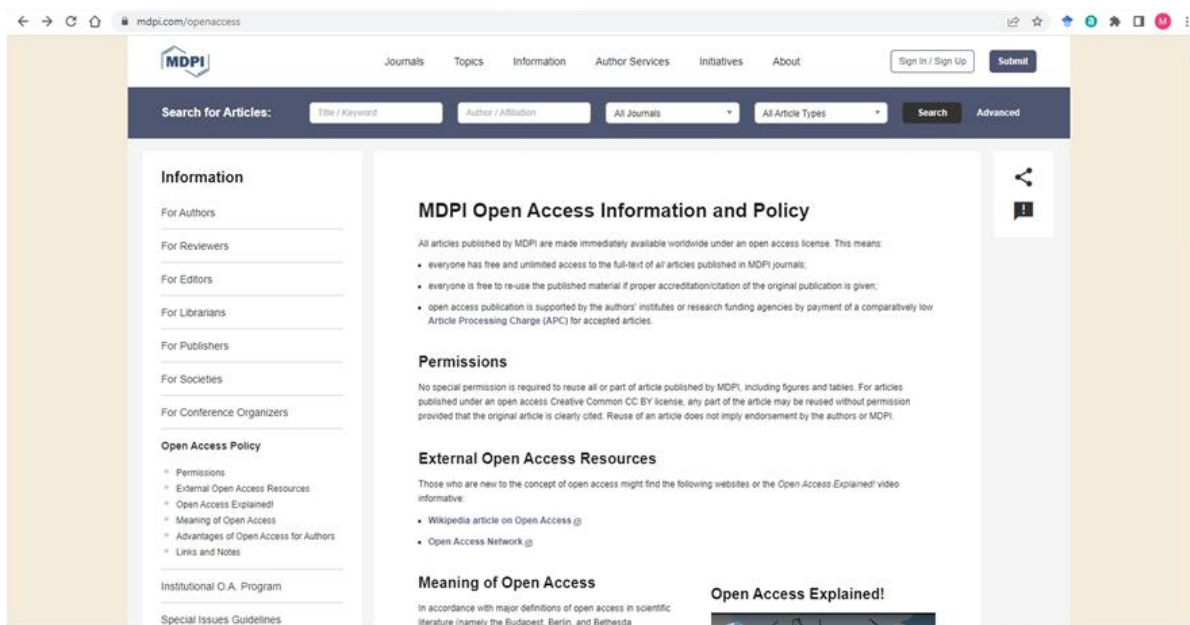 mdpi.com/openaccess
M
MDPI
Journals Topics Information Author Services Initiatives About Sign In / Sign Up Submit
Search for Articles: Title / Keyword Author / Affiliation All Journals All Article Types Search Advanced
Information
For Authors
For Reviewers
For Editors
For Librarians
For Publishers
For Societies
For Conference Organizers
Open Access Policy
Permissions
External Open Access Resources
Open Access Explained!
Meaning of Open Access
Advantages of Open Access for Authors
Links and Notes
Institutional O.A. Program
Special Issues Guidelines
MDPI Open Access Information and Policy
All articles published by MDPI are made immediately available worldwide under an open access license. This means:
• everyone has free and unlimited access to the full-text of all articles published in MDPI journals;
• everyone is free to re-use the published material if proper accreditation/citation of the original publication is given;
• open access publication is supported by the authors' institutes or research funding agencies by payment of a comparatively low
Article Processing Charge (APC) for accepted articles.
Permissions
No special permission is required to reuse all or part of article published by MDPI, including figures and tables. For articles
published under an open access Creative Common CC BY license, any part of the article may be reused without permission
provided that the original article is clearly cited. Reuse of an article does not imply endorsement by the authors or MDPI.
External Open Access Resources
Those who are new to the concept of open access might find the following websites or the Open Access Explained! video
informative:
• Wikipedia article on Open Access
• Open Access Network
Meaning of Open Access
In accordance with major definitions of open access in scientific
literature (namely the Budapest, Berlin, and Bethesda
Open Access Explained!